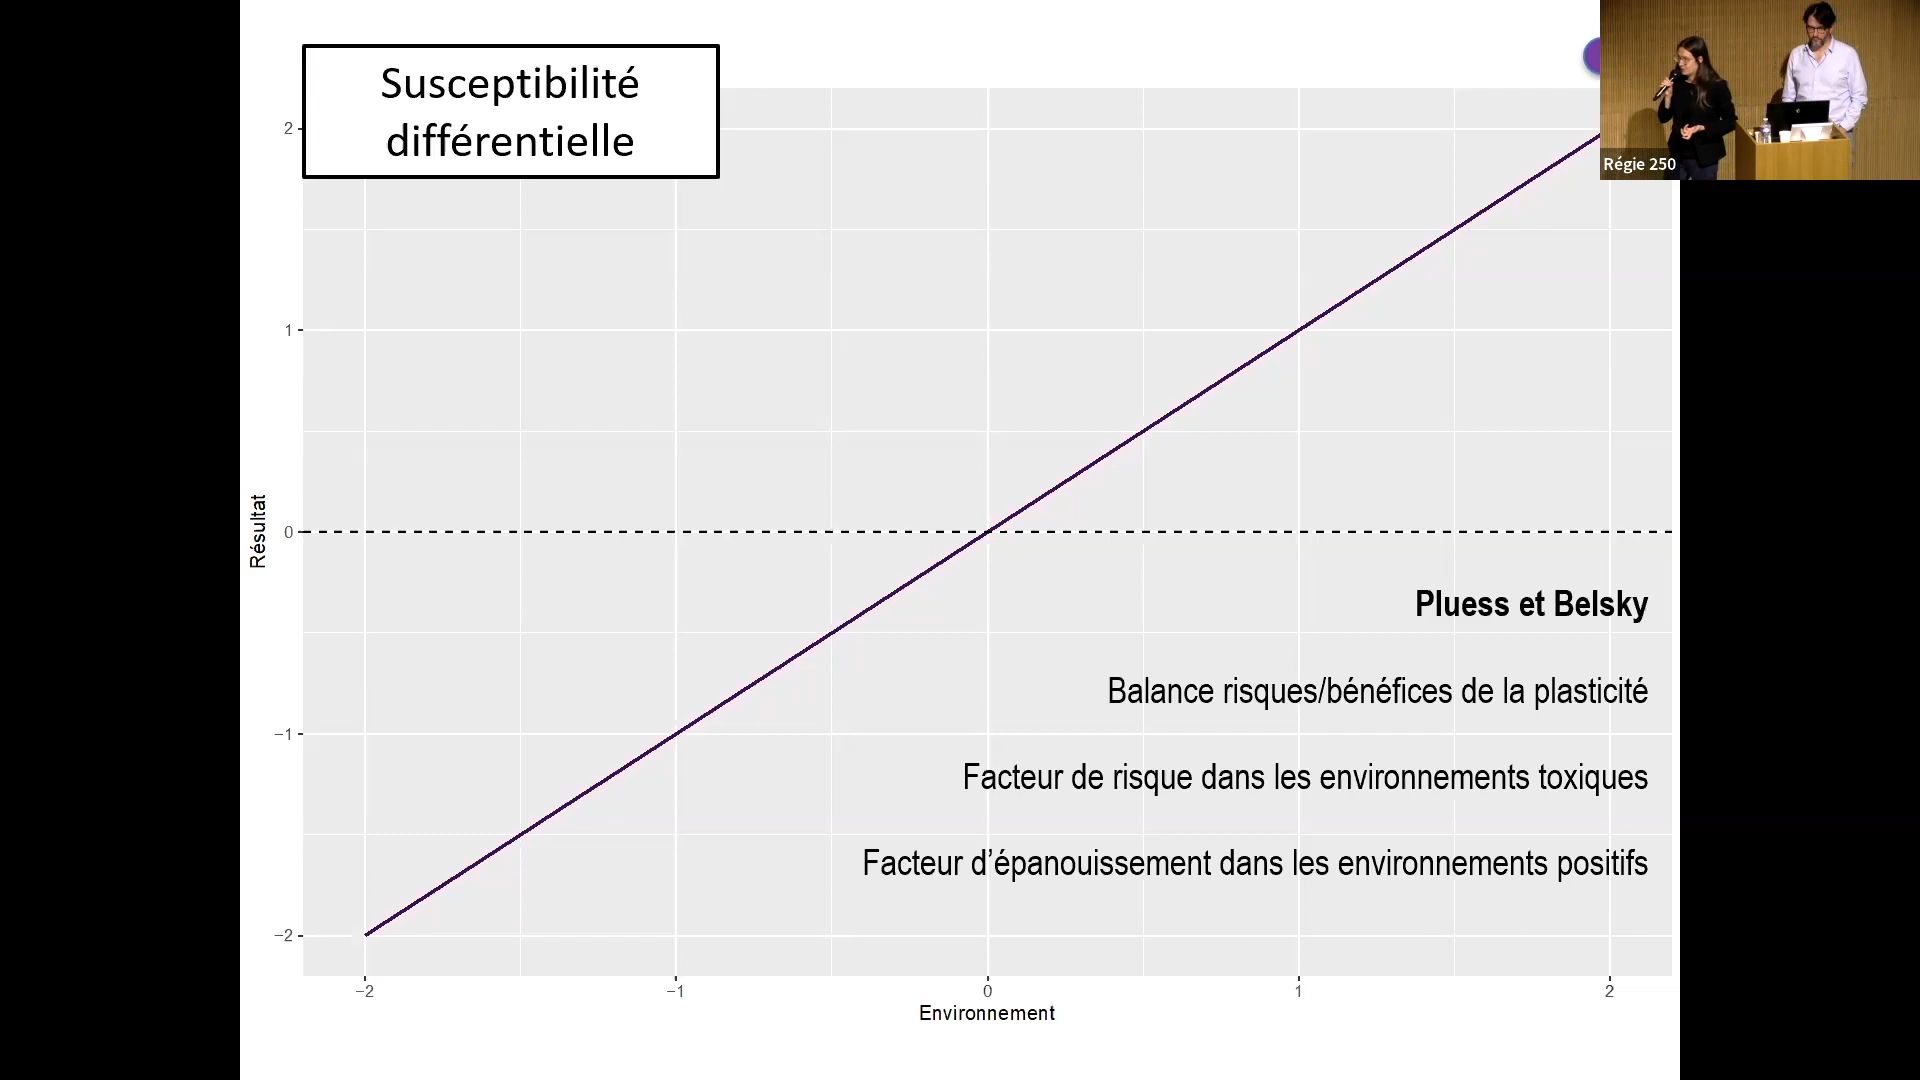 Susceptibilité
différentielle
Régie 250
2
1
0
−1
−2
Résultat
Pluess et Belsky
Balance risques/bénéfices de la plasticité
Facteur de risque dans les environnements toxiques
Facteur d’épanouissement dans les environnements positifs
−2
−1
0
1
2
Environnement